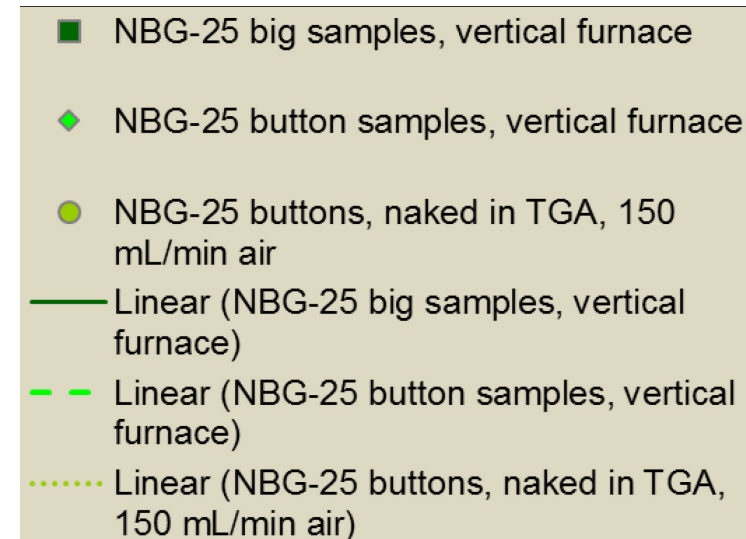 NBG-25 big samples, vertical furnace
NBG-25 button samples, vertical furnace
NBG-25 buttons, naked in TGA, 150
mL/min air
Linear (NBG-25 big samples, vertical
furnace)
Linear (NBG-25 button samples, vertical
furnace)
Linear (NBG-25 buttons, naked in TGA,
150 mL/min air)